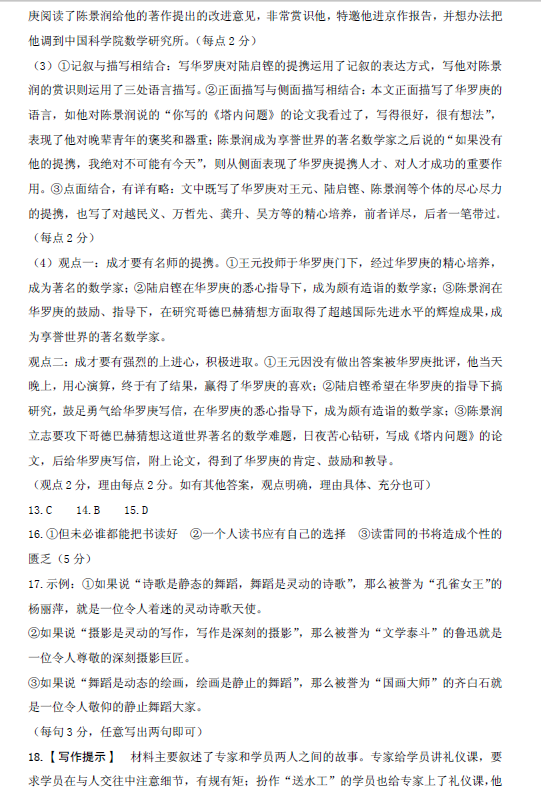 庚阅读了陈景润给他的著作提出的改进意见，非常赏识他，特邀他进京作报告，并想办法把
他调到中国科学院数学研究所。（每点2分）
（3）①记叙与描写相结合：写华罗庚对陆启铿的提携运用了记叙的表达方式，写他对陈景
润的赏识则运用了三处语言描写。②正面描写与侧面描写相结合：本文正面描写了华罗庚的
语言，如他对陈景润说的“你写的《塔内问题》的论文我看过了，写得很好，很有想法”，
表现了他对晚辈青年的褒奖和器重；陈景润成为享誉世界的著名数学家之后说的“如果没有
他的提携，我绝对不可能有今天”，则从侧面表现了华罗庚提携人才、对人才成功的重要作
用。③点面结合，有详有略：文中既写了华罗庚对王元、陆启铿、陈景润等个体的尽心尽力
的提携，也写了对越民义、万哲先、龚升、吴方等的精心培养，前者详尽，后者一笔带过。
（每点2分）
（4）观点一：成才要有名师的提携。①王元投师于华罗庚门下，经过华罗庚的精心培养，
成为著名的数学家；②陆启铿在华罗庚的悉心指导下，成为颇有造诣的数学家；③陈景润在
华罗庚的鼓励、指导下，在研究哥德巴赫猜想方面取得了超越国际先进水平的辉煌成果，成
为享誉世界的著名数学家。
观点二：成才要有强烈的上进心，积极进取。①王元因没有做出答案被华罗庚批评，他当天
晚上，用心演算，终于有了结果，赢得了华罗庚的喜欢；②陆启铿希望在华罗庚的指导下搞
研究，鼓足勇气给华罗庚写信，在华罗庚的悉心指导下，成为颇有造诣的数学家；③陈景润
立志要攻下哥德巴赫猜想这道世界著名的数学难题，日夜苦心钻研，写成《塔内问题》的论
文，后给华罗庚写信，附上论文，得到了华罗庚的肯定、鼓励和教导。
（观点2分，理由每点2分。如有其他答案，观点明确，理由具体、充分也可）
13.C 14.B 15.D
16.①但未必谁都能把书读好 ②一个人读书应有自己的选择 ③读雷同的书将造成个性的
匮乏（5分）
17.示例：①如果说“诗歌是静态的舞蹈，舞蹈是灵动的诗歌”，那么被誉为“孔雀女王”的
杨丽萍，就是一位令人着迷的灵动诗歌天使。
②如果说“摄影是灵动的写作，写作是深刻的摄影”，那么被誉为“文学泰斗”的鲁迅就是
一位令人尊敬的深刻摄影巨匠。
③如果说“舞蹈是动态的绘画，绘画是静止的舞蹈”，那么被誉为“国画大师”的齐白石就
是一位令人敬仰的静止舞蹈大家。
（每句3分，任意写出两句即可）
18.【写作提示】 材料主要叙述了专家和学员两人之间的故事。专家给学员讲礼仪课，要
求学员在与人交往中注意细节，有规有矩；扮作“送水工”的学员也给专家上了礼仪课，他